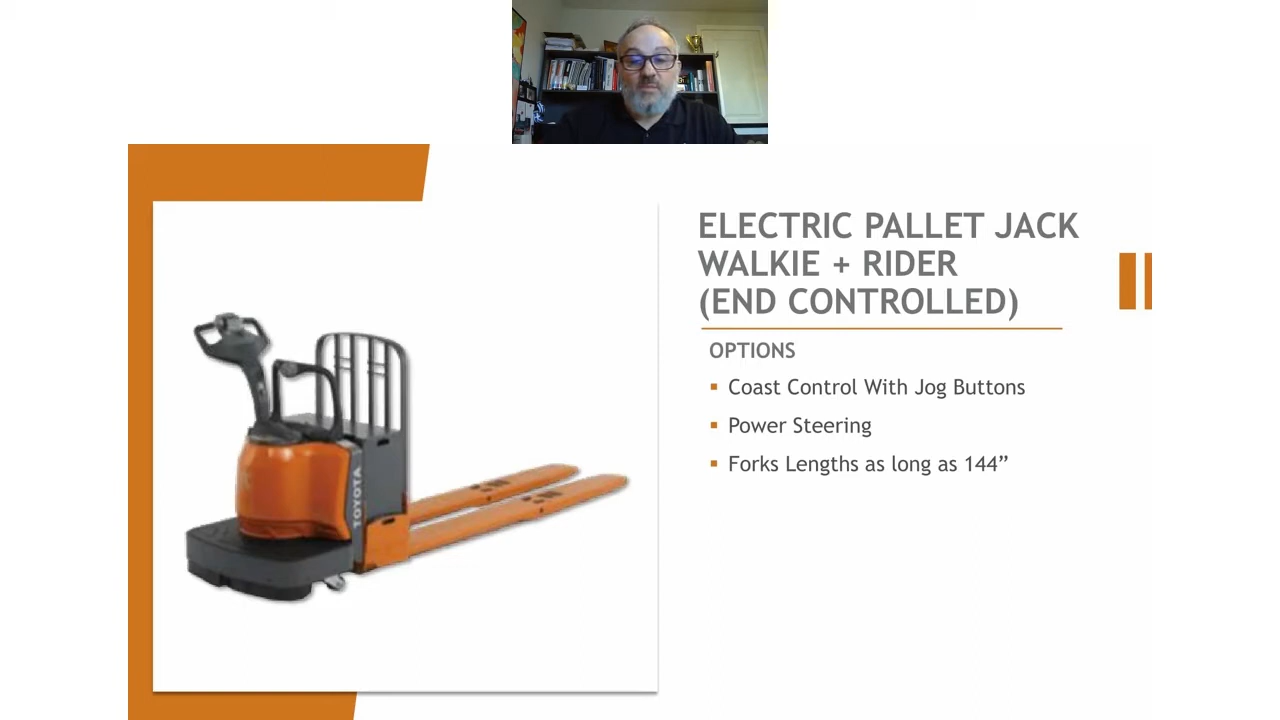 ELECTRIC PALLET JACK
WALKIE + RIDER
(END CONTROLLED)
OPTIONS
Coast Control With Jog Buttons
Power Steering
Forks Lengths as long as 144”
TOYOTA